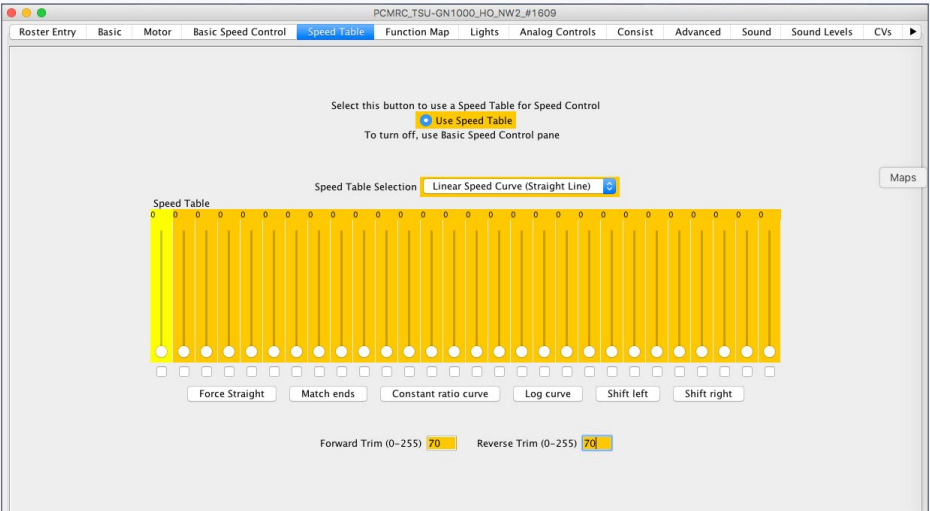 PCMRC_TSU-GN1000_HO_NW2_#1609
Roster Entry Basic Motor Basic Speed Control Speed Table Function Map Lights Analog Controls Consist Advanced Sound Sound Levels CVs
Select this button to use a Speed Table for Speed Control
Use Speed Table
To turn off, use Basic Speed Control pane
Maps
Speed Table Selection Linear Speed Curve (Straight Line)
Speed Table
0 0 0 0 0 0 0 0 0 0 0 0 0 0 0 0 0 0 0 0 0 0 0 0 0 0 0 0
Force Straight Match ends Constant ratio curve Log curve Shift left Shift right
Forward Trim (0-255) 70 Reverse Trim (0-255) 70